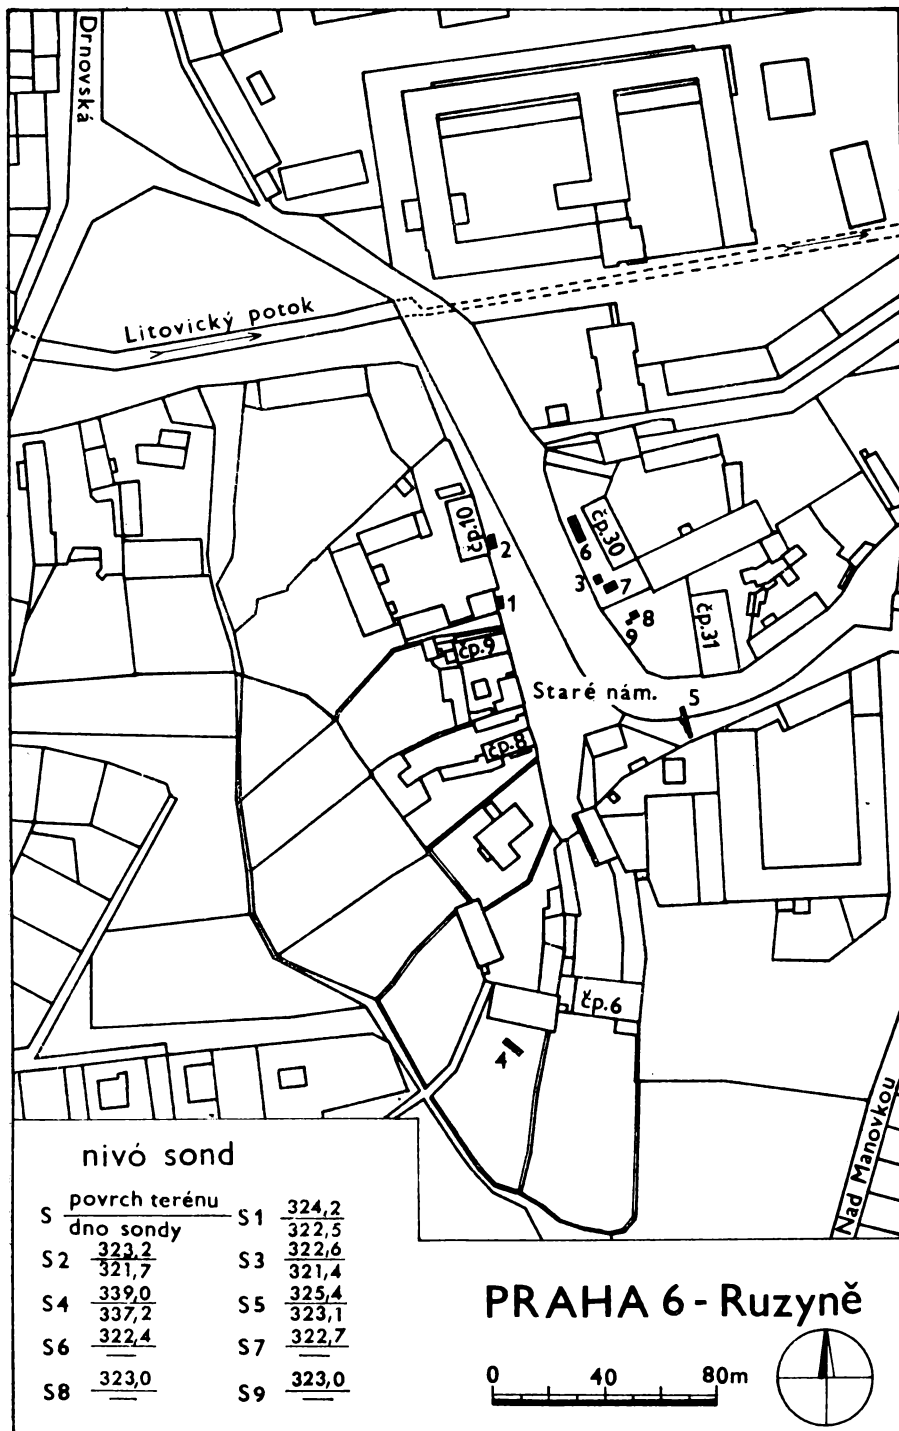 Drnovská
Litovický potok
čp.10
2
1
čp.30
6
3
7
8
9
čp.31
čp.9
Staré nám.
5
čp.8
čp.6
4
Nad Manovkou
nivó sond
S povrch terénu
dno sondy
S1 324,2
322,5
S2 323,2
321,7
S3 322,6
321,4
S4 339,0
337,2
S5 325,4
323,1
S6 322,4
—
S7 322,7
—
S8 323,0
—
S9 323,0
—
PRAHA 6 - Ruzyně
0 40 80m